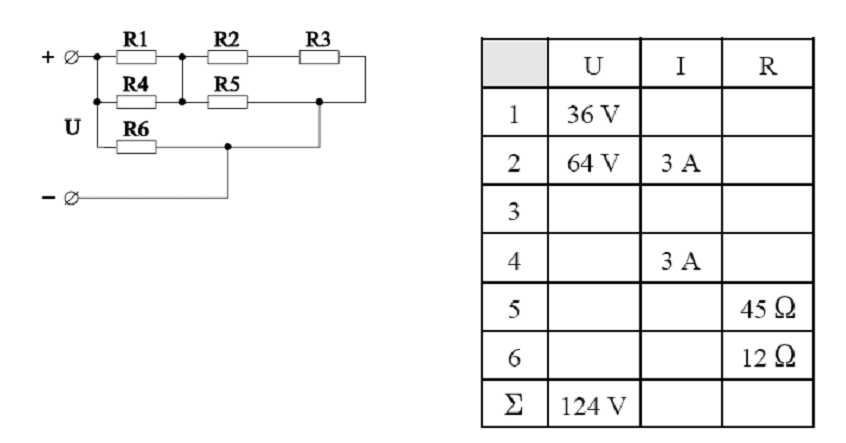 R1 R2 R3
+
R4 R5
U R6
−
U I R
1 36 V
2 64 V 3 A
3
4 3 A
5 45 Ω
6 12 Ω
Σ 124 V